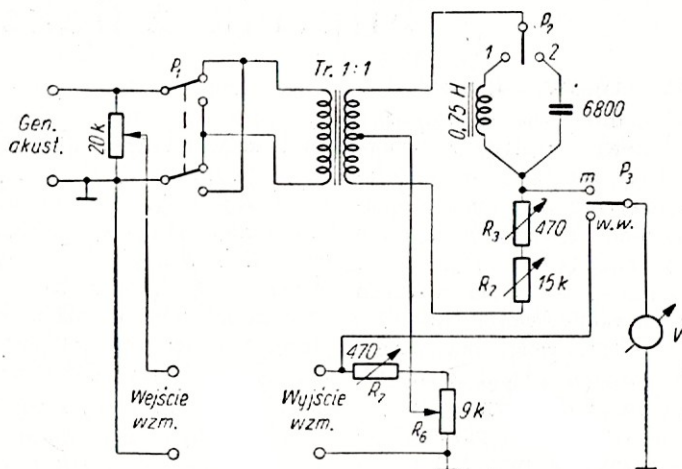 P₂
1
2
P₁
Tr. 1:1
0,75 H
6800
Gen.
akust.
20k
m
P₃
R₃
470
w.w.
R₇
15k
V
470
Wejście
wzm.
Wyjście
wzm.
R₇
R₆
9k